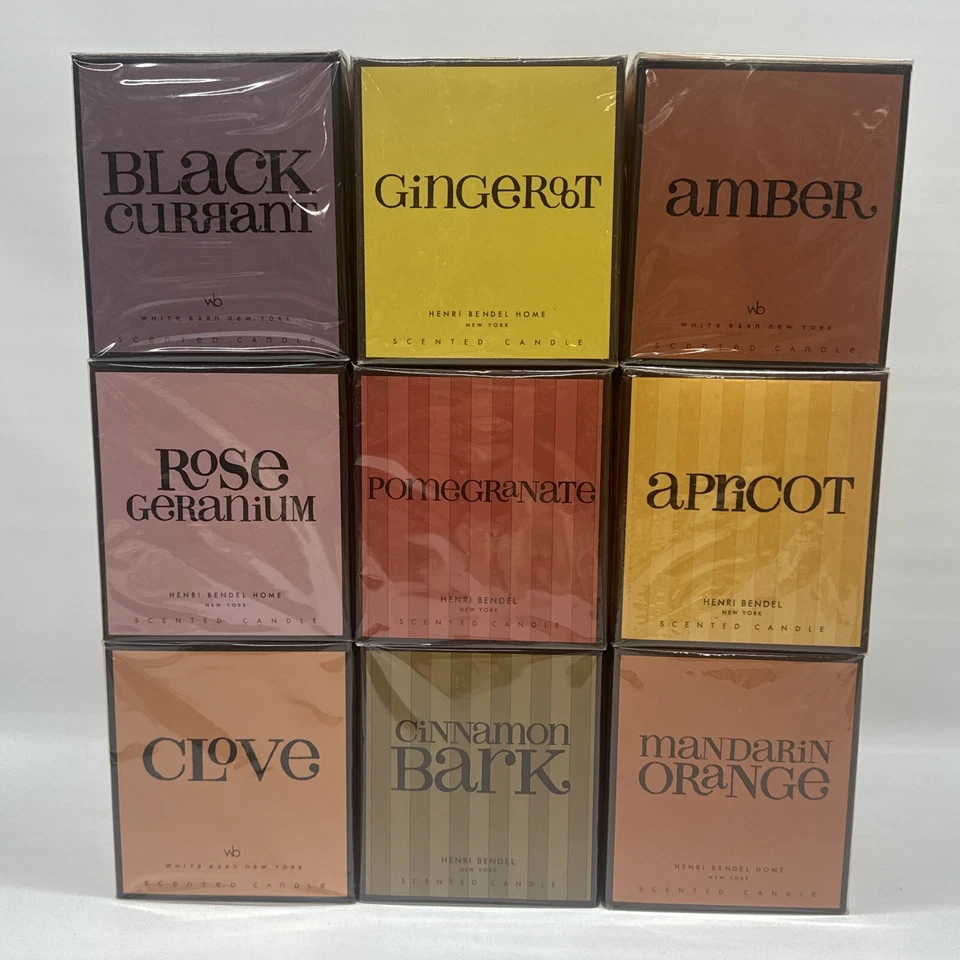 BLacK
cuRRanT
wb
WHITE BARN NEW YORK
SCENTED CANDLE
GinGeRooT
HENRI BENDEL HOME
NEW YORK
SCENTED CANDLE
amBeR
wb
WHITE BARN NEW YORK
SCENTED CANDLE
RoSe
GeRaniuM
HENRI BENDEL HOME
NEW YORK
SCENTED CANDLE
PomeGRaNaTe
HENRI BENDEL
NEW YORK
SCENTED CANDLE
aPRiCOT
HENRI BENDEL
NEW YORK
SCENTED CANDLE
CLoVe
wb
WHITE BARN NEW YORK
SCENTED CANDLE
CiNNamon
BaRK
HENRI BENDEL
NEW YORK
SCENTED CANDLE
maNDaRiN
ORaNGe
HENRI BENDEL HOME
NEW YORK
SCENTED CANDLE